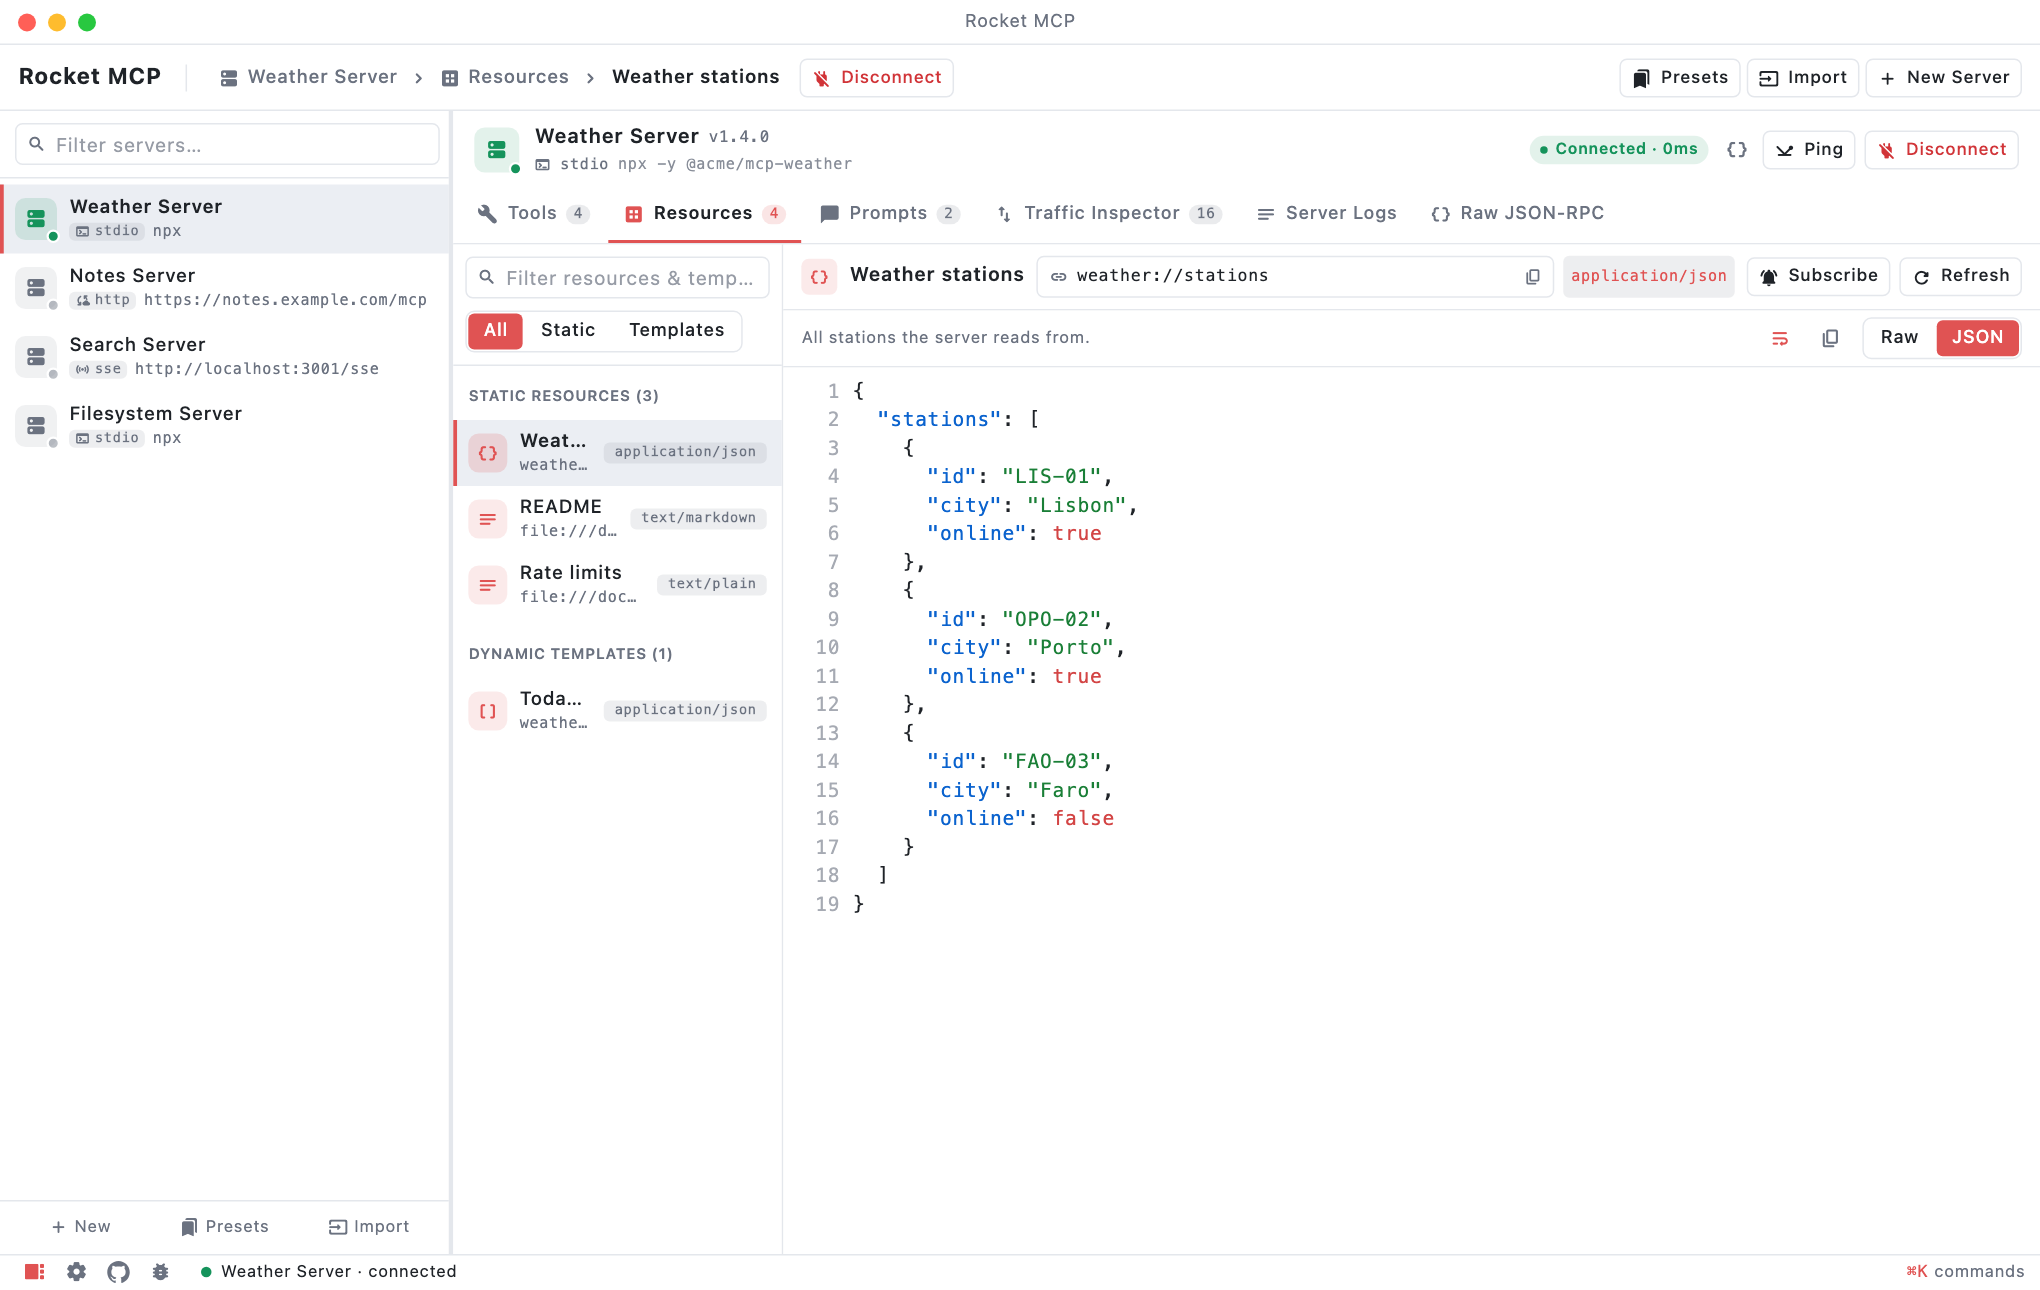 Rocket MCP
Rocket MCP
Weather Server › Resources › Weather stations
Disconnect
Presets
Import
+ New Server
Filter servers...
Weather Server
stdio npx
Notes Server
http https://notes.example.com/mcp
Search Server
sse http://localhost:3001/sse
Filesystem Server
stdio npx
+ New
Presets
Import
Weather Server v1.4.0
stdio npx -y @acme/mcp-weather
Connected · 0ms
{}
Ping
Disconnect
Tools 4
Resources 4
Prompts 2
Traffic Inspector 16
Server Logs
{} Raw JSON-RPC
Filter resources & temp...
All
Static
Templates
STATIC RESOURCES (3)
{}
Weat...
weathe…
application/json
README
file:///d…
text/markdown
Rate limits
file:///doc…
text/plain
DYNAMIC TEMPLATES (1)
[]
Toda...
weathe…
application/json
{}
Weather stations
weather://stations
application/json
Subscribe
Refresh
All stations the server reads from.
Raw
JSON
1 {
2 "stations": [
3 {
4 "id": "LIS-01",
5 "city": "Lisbon",
6 "online": true
7 },
8 {
9 "id": "OPO-02",
10 "city": "Porto",
11 "online": true
12 },
13 {
14 "id": "FAO-03",
15 "city": "Faro",
16 "online": false
17 }
18 ]
19 }
Weather Server · connected
⌘K commands